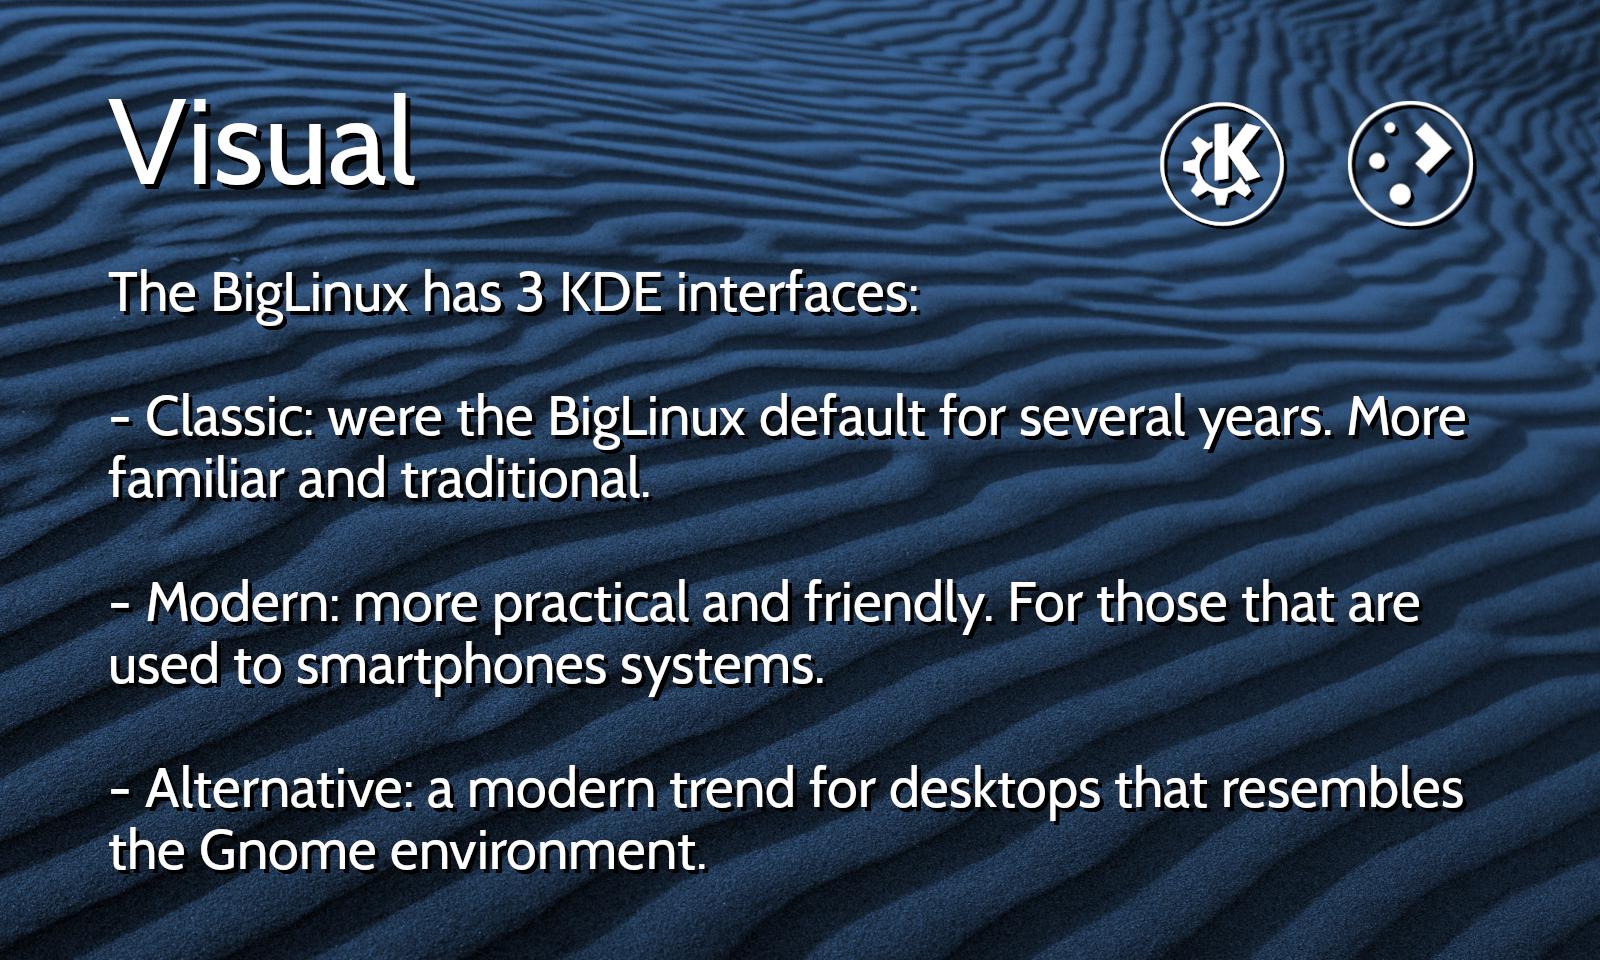 Visual
The BigLinux has 3 KDE interfaces:
- Classic: were the BigLinux default for several years. More
familiar and traditional.
- Modern: more practical and friendly. For those that are
used to smartphones systems.
- Alternative: a modern trend for desktops that resembles
the Gnome environment.